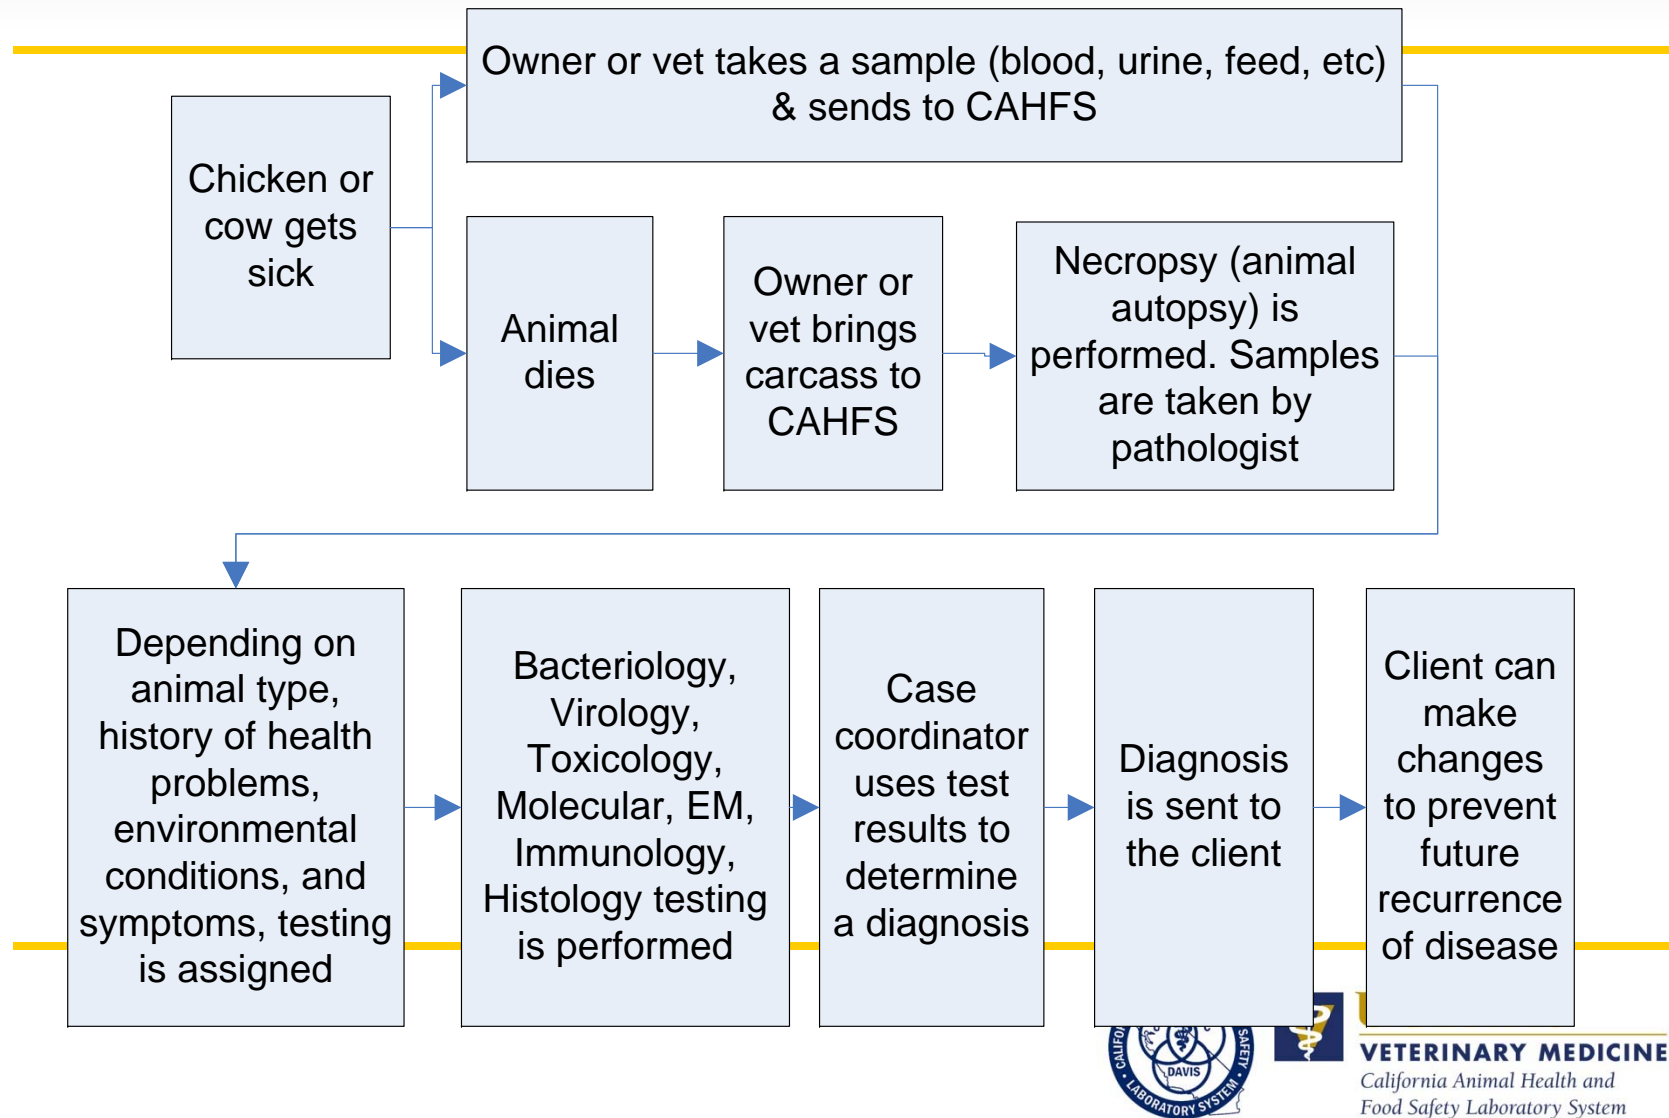 Owner or vet takes a sample (blood, urine, feed, etc)
& sends to CAHFS
Chicken or
cow gets
sick
Animal
dies
Owner or
vet brings
carcass to
CAHFS
Necropsy (animal
autopsy) is
performed. Samples
are taken by
pathologist
Depending on
animal type,
history of health
problems,
environmental
conditions, and
symptoms, testing
is assigned
Bacteriology,
Virology,
Toxicology,
Molecular, EM,
Immunology,
Histology testing
is performed
Case
coordinator
uses test
results to
determine
a diagnosis
Diagnosis
is sent to
the client
Client can
make
changes
to prevent
future
recurrence
of disease
SAFETY
DAVIS
LABORATORY SYSTEM
VETERINARY MEDICINE
California Animal Health and
Food Safety Laboratory System